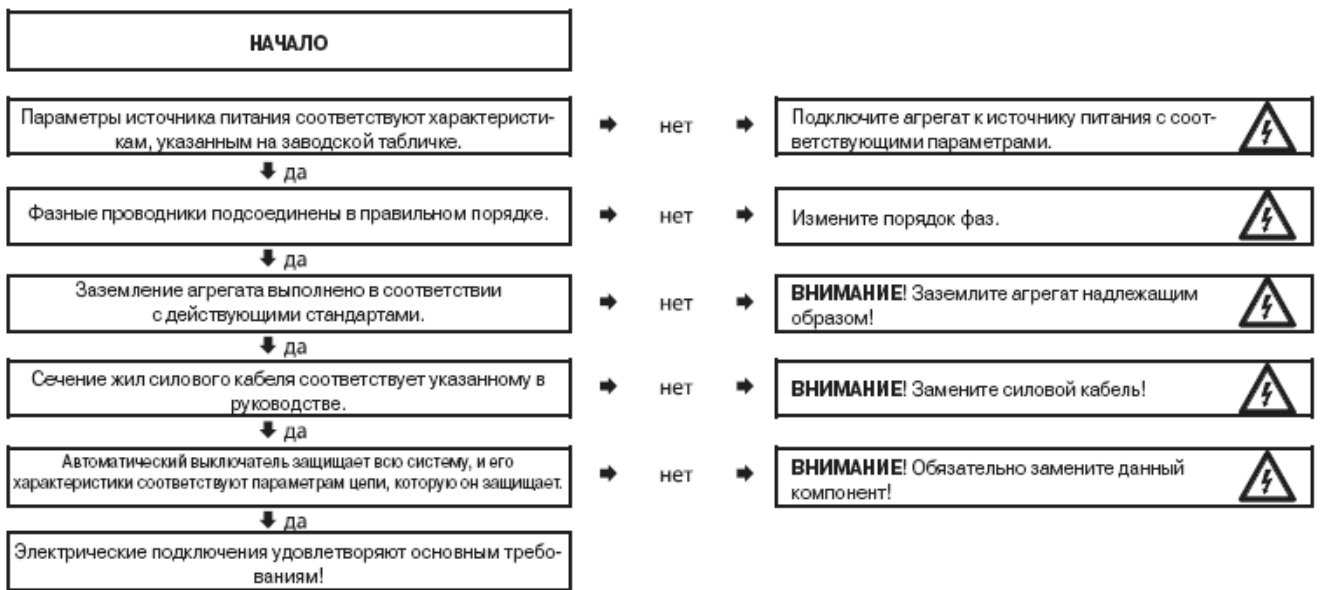 НАЧАЛО
Параметры источника питания соответствуют характеристи-
кам, указанным на заводской табличке.
нет
Подключите агрегат к источнику питания с соот-
ветствующими параметрами.
да
Фазные проводники подсоединены в правильном порядке.
нет
Измените порядок фаз.
да
Заземление агрегата выполнено в соответствии
с действующими стандартами.
нет
ВНИМАНИЕ! Заземлите агрегат надлежащим
образом!
да
Сечение жил силового кабеля соответствует указанному в
руководстве.
нет
ВНИМАНИЕ! Замените силовой кабель!
да
Автоматический выключатель защищает всю систему, и его
характеристики соответствуют параметрам цепи, которую он защищает.
нет
ВНИМАНИЕ! Обязательно замените данный
компонент!
да
Электрические подключения удовлетворяют основным требо-
ваниям!